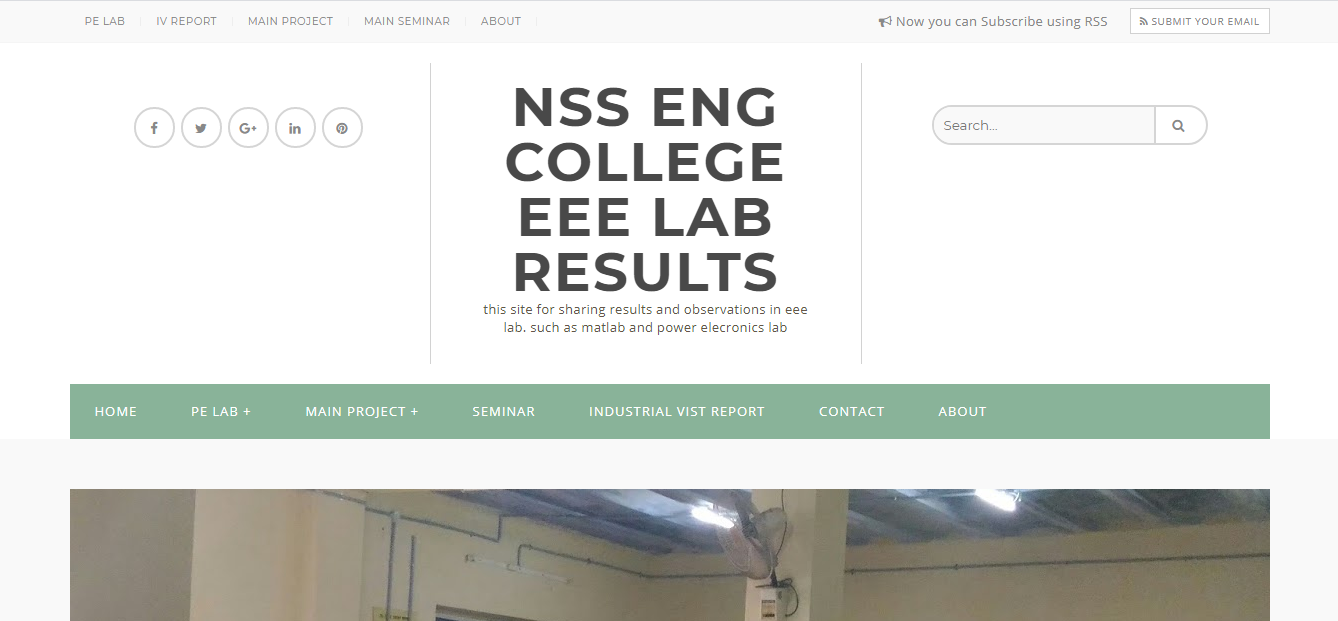 PE LAB
IV REPORT
MAIN PROJECT
MAIN SEMINAR
ABOUT
Now you can Subscribe using RSS
SUBMIT YOUR EMAIL
NSS ENG
COLLEGE
EEE LAB
RESULTS
this site for sharing results and observations in eee
lab. such as matlab and power elecronics lab
Search...
HOME
PE LAB +
MAIN PROJECT +
SEMINAR
INDUSTRIAL VIST REPORT
CONTACT
ABOUT